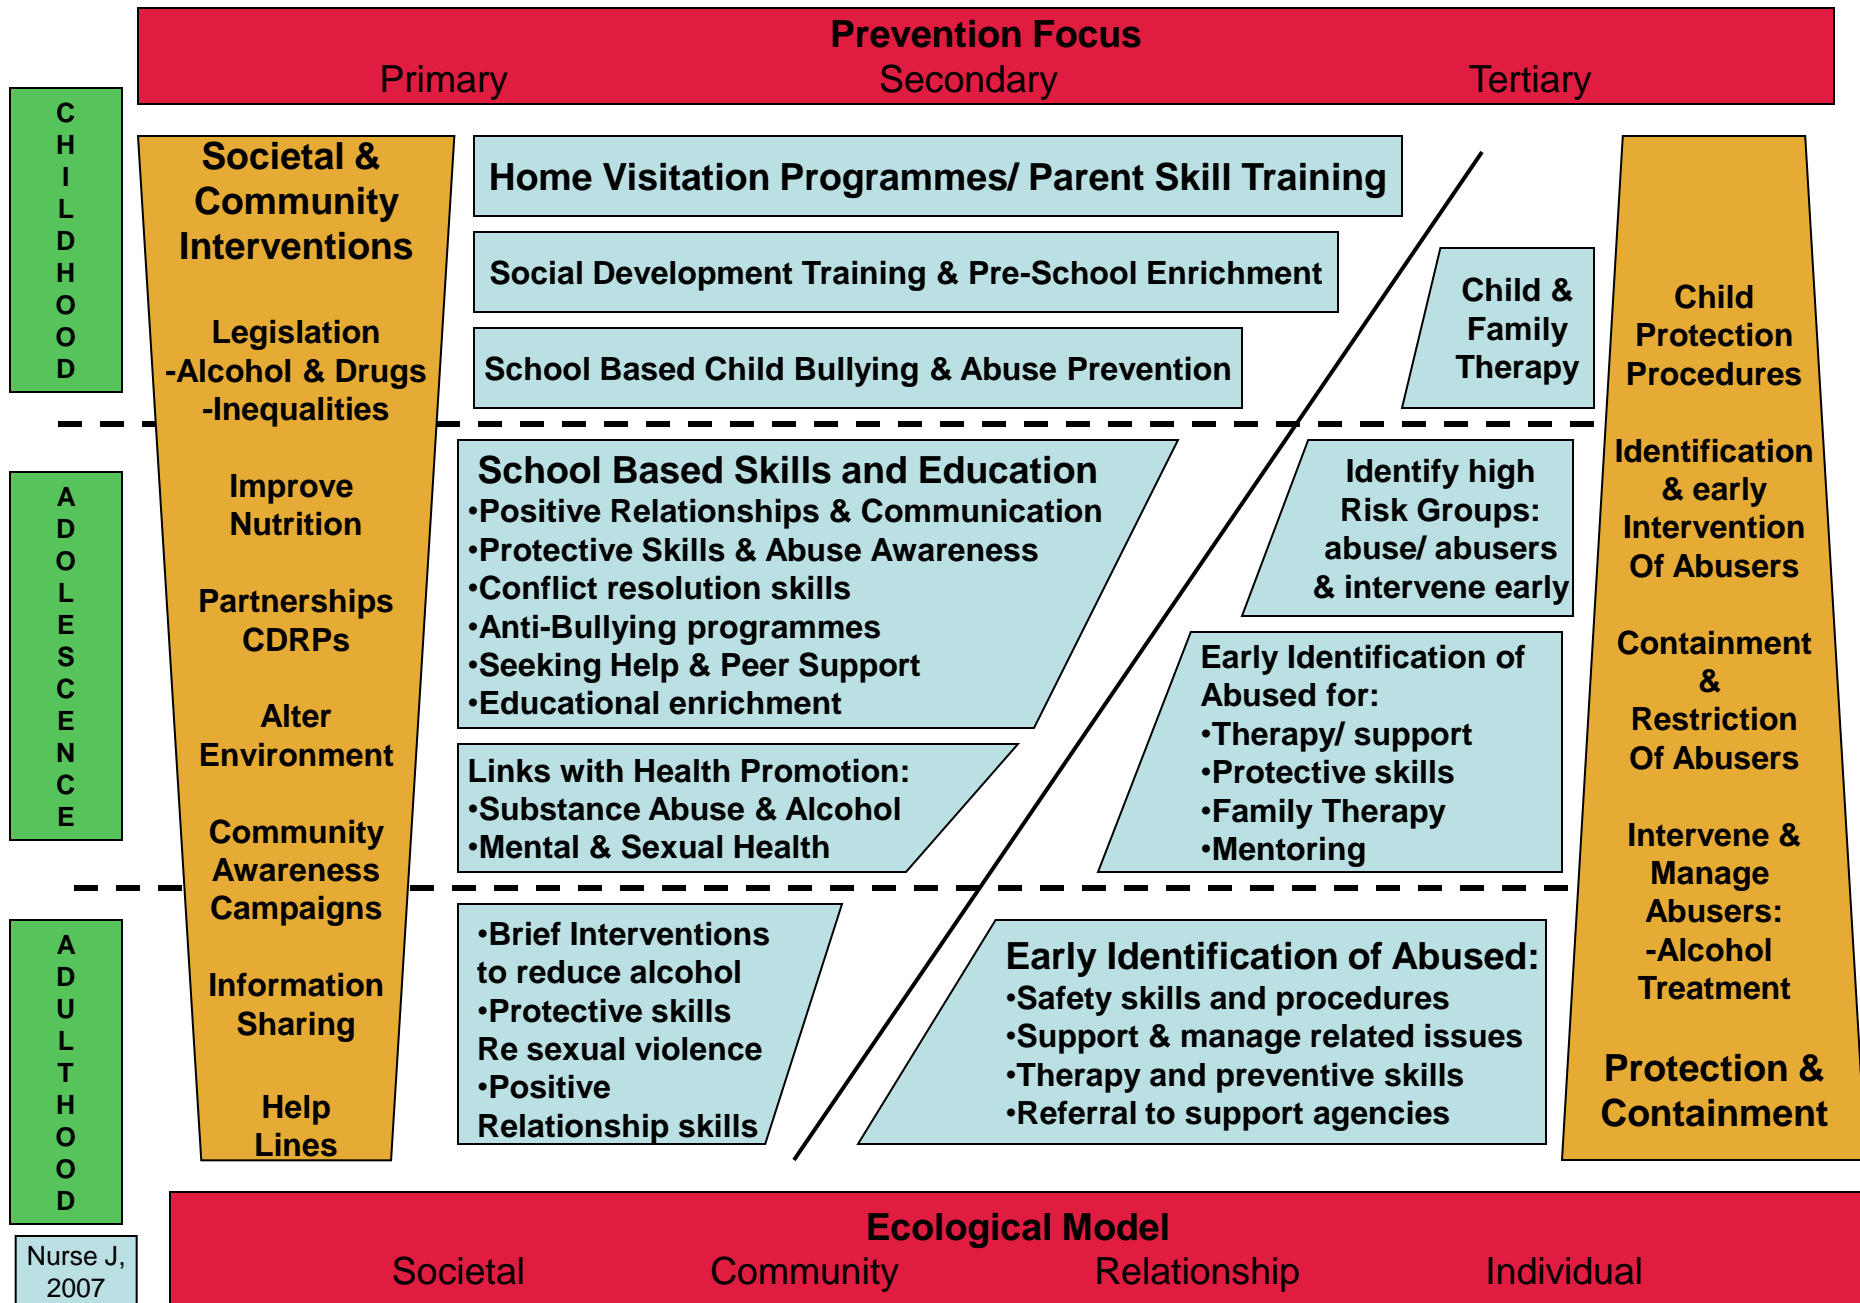 Prevention Focus
Primary Secondary Tertiary
CHILDHOOD
Societal &
Community
Interventions
Legislation
-Alcohol & Drugs
-Inequalities
Improve
Nutrition
Partnerships
CDRPs
Alter
Environment
Community
Awareness
Campaigns
Information
Sharing
Help
Lines
Home Visitation Programmes/ Parent Skill Training
Social Development Training & Pre-School Enrichment
School Based Child Bullying & Abuse Prevention
Child &
Family
Therapy
Child
Protection
Procedures
Identification
& early
Intervention
Of Abusers
Containment
&
Restriction
Of Abusers
Intervene &
Manage
Abusers:
-Alcohol
Treatment
Protection &
Containment
ADOLESCENCE
School Based Skills and Education
•Positive Relationships & Communication
•Protective Skills & Abuse Awareness
•Conflict resolution skills
•Anti-Bullying programmes
•Seeking Help & Peer Support
•Educational enrichment
Identify high
Risk Groups:
abuse/ abusers
& intervene early
Links with Health Promotion:
•Substance Abuse & Alcohol
•Mental & Sexual Health
Early Identification of
Abused for:
•Therapy/ support
•Protective skills
•Family Therapy
•Mentoring
ADULTHOOD
•Brief Interventions
to reduce alcohol
•Protective skills
Re sexual violence
•Positive
Relationship skills
Early Identification of Abused:
•Safety skills and procedures
•Support & manage related issues
•Therapy and preventive skills
•Referral to support agencies
Ecological Model
Societal Community Relationship Individual
Nurse J,
2007